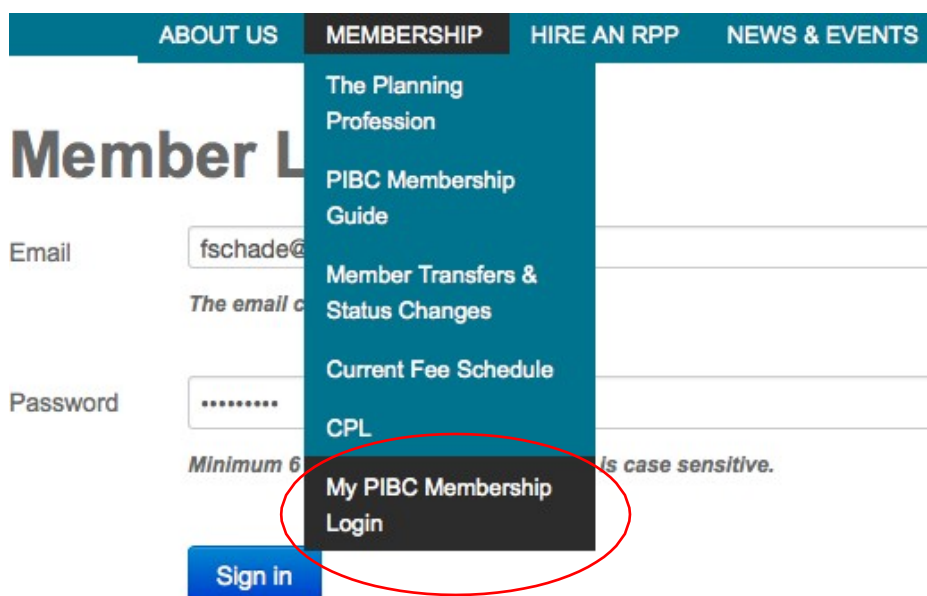 ABOUT US MEMBERSHIP HIRE AN RPP NEWS & EVENTS
The Planning
Profession
Member L
PIBC Membership
Guide
Email fschade@
Member Transfers &
The email c
Status Changes
Current Fee Schedule
Password •••••••••
CPL
Minimum 6 is case sensitive.
My PIBC Membership
Login
Sign in